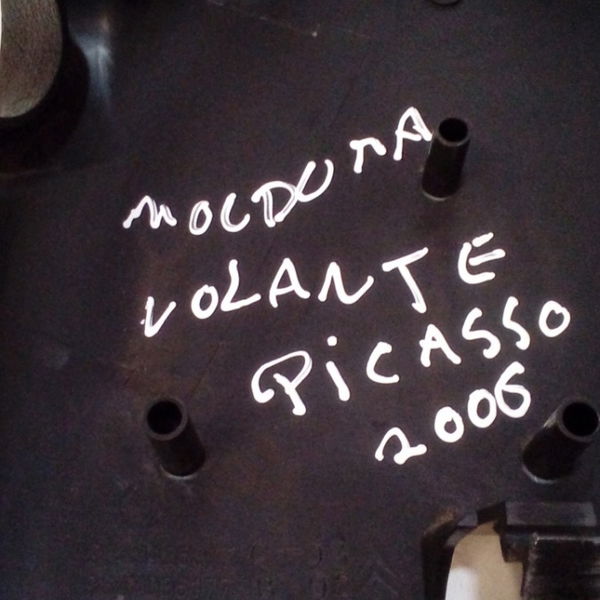 MOLDURA
VOLANTE
PiCASSO
2006